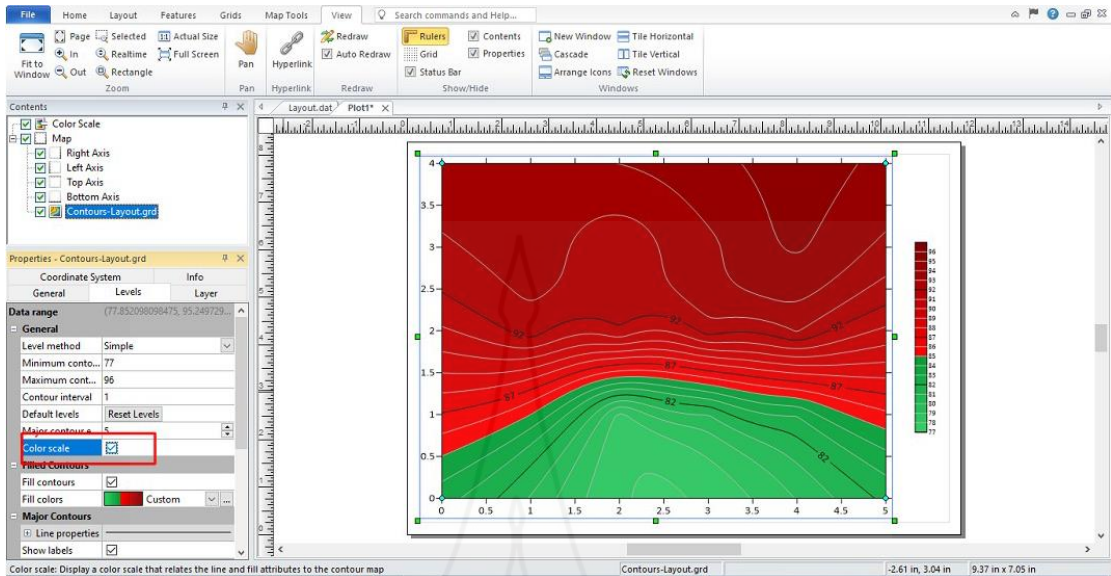 File Home Layout Features Grids Map Tools View Search commands and Help...
Page Selected Actual Size
In Realtime Full Screen
Out Rectangle
Fit to Window
Zoom
Pan
Pan
Hyperlink
Hyperlink
Redraw
Auto Redraw
Redraw
Rulers Contents
Grid Properties
Status Bar
Show/Hide
New Window Tile Horizontal
Cascade Tile Vertical
Arrange Icons Reset Windows
Windows
Contents
Color Scale
Map
Right Axis
Left Axis
Top Axis
Bottom Axis
Contours-Layout.grd
Properties - Contours-Layout.grd
Coordinate System Info
General Levels Layer
Data range (77.852098098475, 95.249729...
General
Level method Simple
Minimum conto... 77
Maximum cont... 96
Contour interval 1
Default levels Reset Levels
Major contour e... 5
Color scale
Filled Contours
Fill contours
Fill colors Custom ...
Major Contours
Line properties
Show labels
Layout.dat Plot1*
4
3.5
3
2.5
2
1.5
1
0.5
0
0 0.5 1 1.5 2 2.5 3 3.5 4 4.5 5
92 92 92
87 87 87
82 82
96
95
94
93
92
91
90
89
88
87
86
85
84
83
82
81
80
79
78
77
Color scale: Display a color scale that relates the line and fill attributes to the contour map Contours-Layout.grd -2.61 in, 3.04 in 9.37 in x 7.05 in